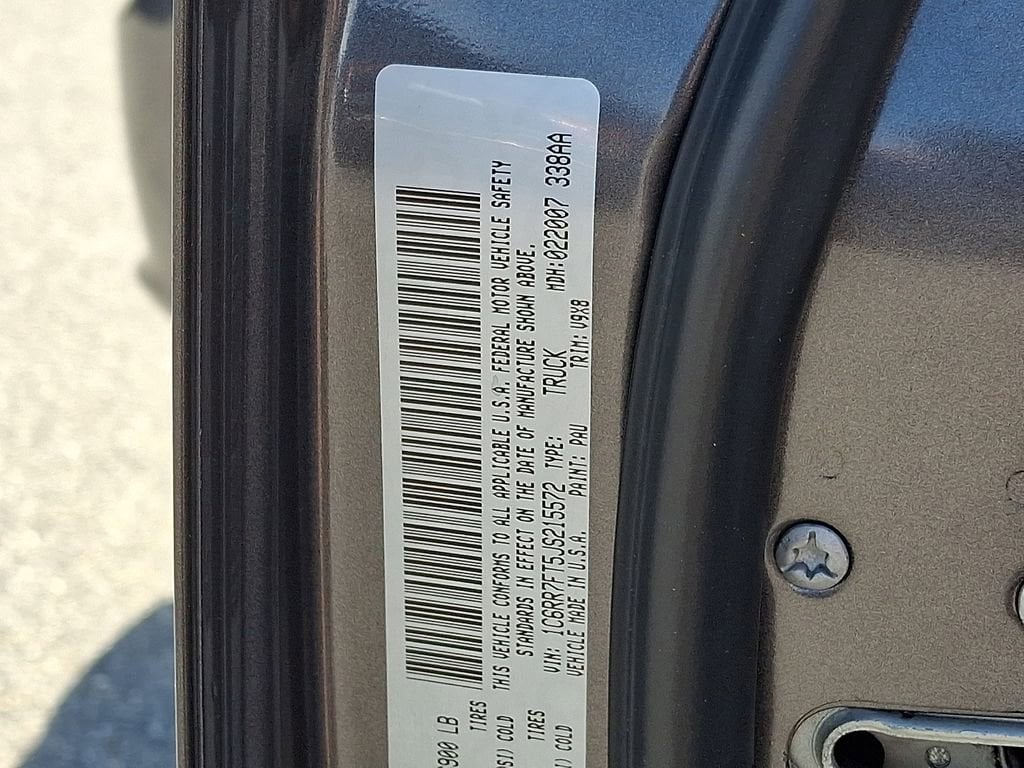 900 LB
TIRES
THIS VEHICLE CONFORMS TO ALL APPLICABLE U.S.A. FEDERAL MOTOR VEHICLE SAFETY
COLD
TIRES
STANDARDS IN EFFECT ON THE DATE OF MANUFACTURE SHOWN ABOVE.
VIN: 1C6RR7FT5JS215572 TYPE: TRUCK MDH:022007 338AA
COLD
VEHICLE MADE IN U.S.A. PAINT: PAU TRIM: V9X8